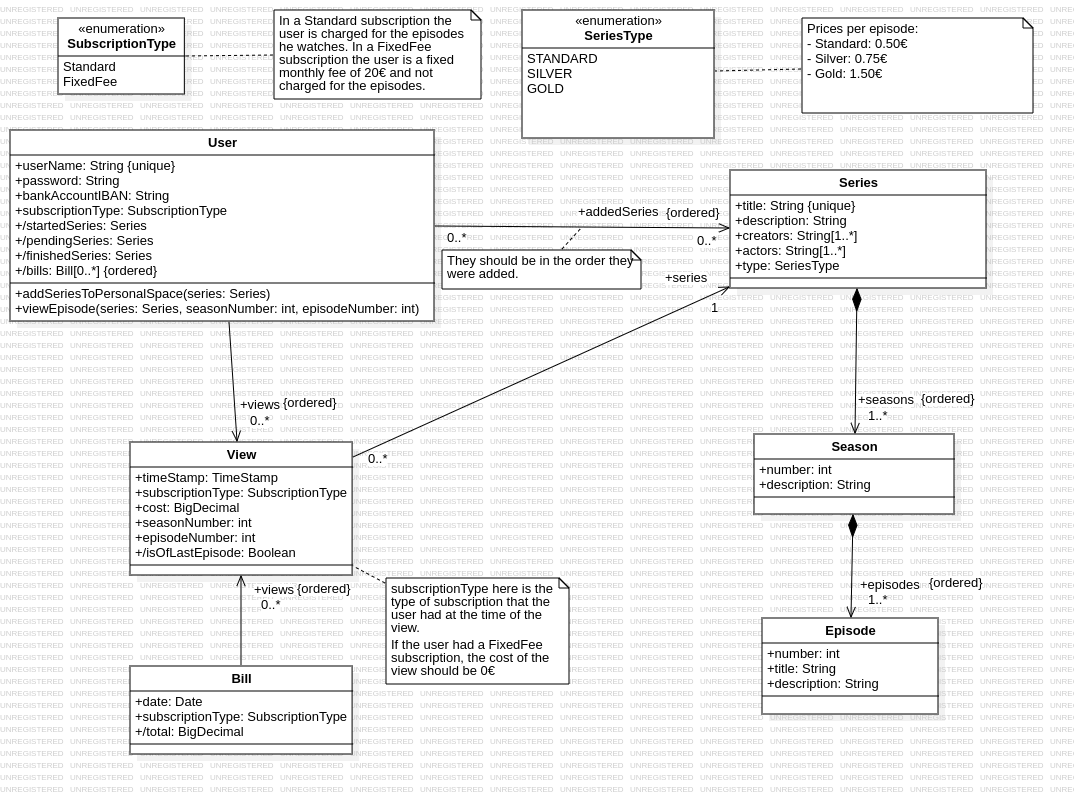 «enumeration»
SubscriptionType
Standard
FixedFee
In a Standard subscription the
user is charged for the episodes
he watches. In a FixedFee
subscription the user is a fixed
monthly fee of 20€ and not
charged for the episodes.
«enumeration»
SeriesType
STANDARD
SILVER
GOLD
Prices per episode:
- Standard: 0.50€
- Silver: 0.75€
- Gold: 1.50€
User
+userName: String {unique}
+password: String
+bankAccountIBAN: String
+subscriptionType: SubscriptionType
+/startedSeries: Series
+/pendingSeries: Series
+/finishedSeries: Series
+/bills: Bill[0..*] {ordered}
+addSeriesToPersonalSpace(series: Series)
+viewEpisode(series: Series, seasonNumber: int, episodeNumber: int)
+addedSeries {ordered}
0..*
0..*
They should be in the order they
were added.
Series
+title: String {unique}
+description: String
+creators: String[1..*]
+actors: String[1..*]
+type: SeriesType
+series
1
+views {ordered}
0..*
0..*
+seasons {ordered}
1..*
View
+timeStamp: TimeStamp
+subscriptionType: SubscriptionType
+cost: BigDecimal
+seasonNumber: int
+episodeNumber: int
+/isOfLastEpisode: Boolean
Season
+number: int
+description: String
+views {ordered}
0..*
subscriptionType here is the
type of subscription that the
user had at the time of the
view.
If the user had a FixedFee
subscription, the cost of the
view should be 0€
+episodes {ordered}
1..*
Episode
+number: int
+title: String
+description: String
Bill
+date: Date
+subscriptionType: SubscriptionType
+/total: BigDecimal
UNREGISTERED